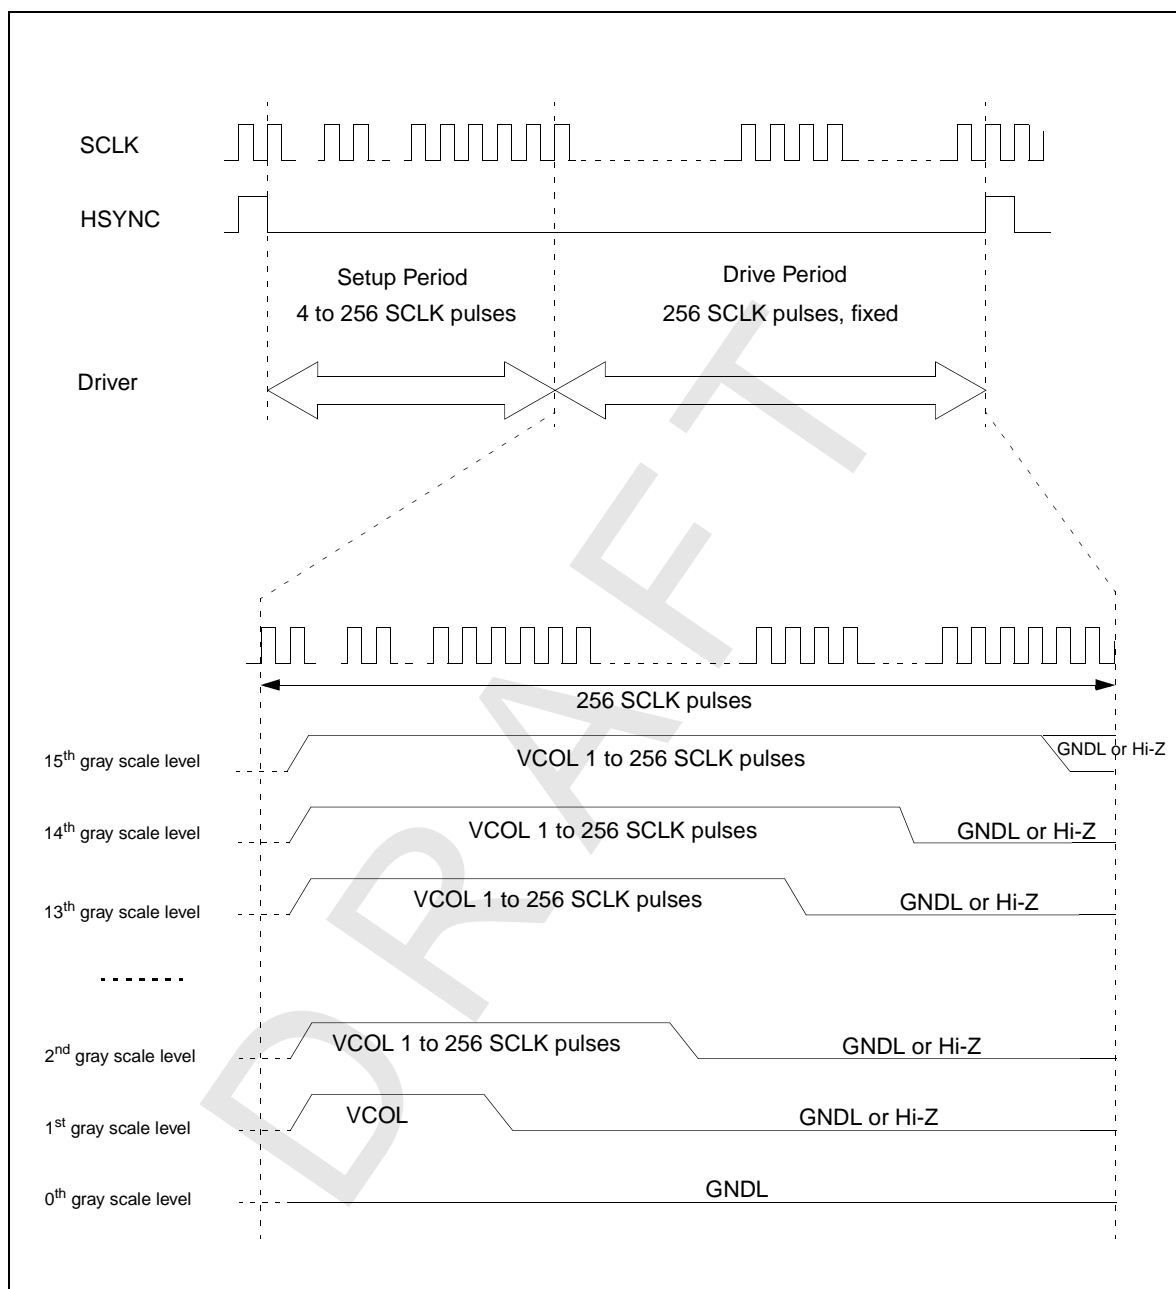 SCLK
HSYNC
Setup Period
4 to 256 SCLK pulses
Drive Period
256 SCLK pulses, fixed
Driver
256 SCLK pulses
15th gray scale level
VCOL 1 to 256 SCLK pulses
GNDL or Hi-Z
14th gray scale level
VCOL 1 to 256 SCLK pulses
GNDL or Hi-Z
13th gray scale level
VCOL 1 to 256 SCLK pulses
GNDL or Hi-Z
2nd gray scale level
VCOL 1 to 256 SCLK pulses
GNDL or Hi-Z
1st gray scale level
VCOL
GNDL or Hi-Z
0th gray scale level
GNDL
DRAFT